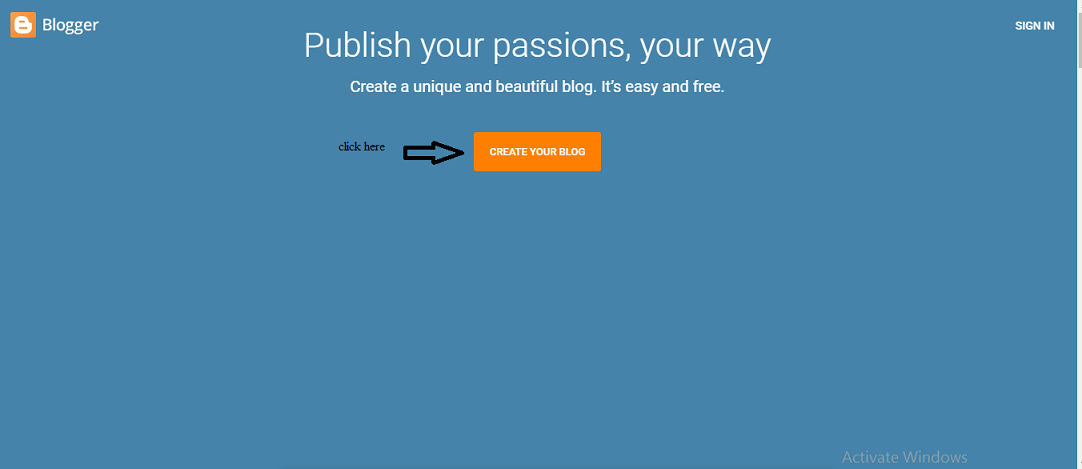 Blogger
SIGN IN
Publish your passions, your way
Create a unique and beautiful blog. It’s easy and free.
click here
CREATE YOUR BLOG
Activate Windows